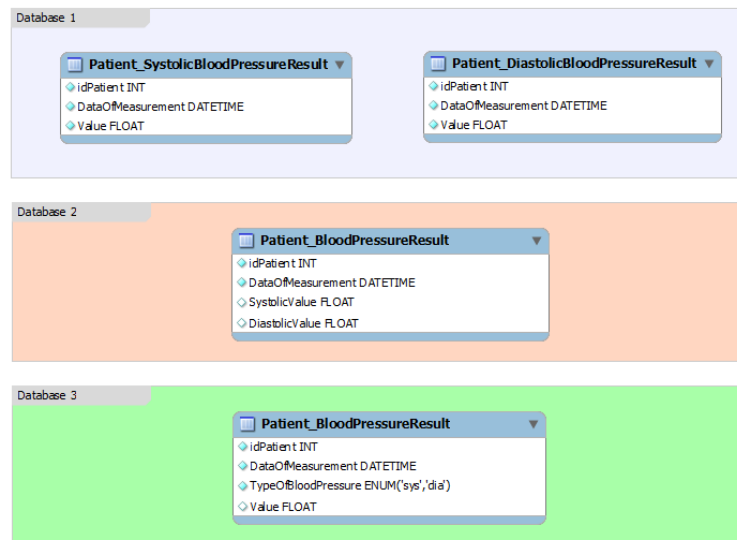 Database 1
Patient_SystolicBloodPressureResult
idPatient INT
DataOfMeasurement DATETIME
Value FLOAT
Patient_DiastolicBloodPressureResult
idPatient INT
DataOfMeasurement DATETIME
Value FLOAT
Database 2
Patient_BloodPressureResult
idPatient INT
DataOfMeasurement DATETIME
SystolicValue FLOAT
DiastolicValue FLOAT
Database 3
Patient_BloodPressureResult
idPatient INT
DataOfMeasurement DATETIME
TypeOfBloodPressure ENUM('sys','dia')
Value FLOAT